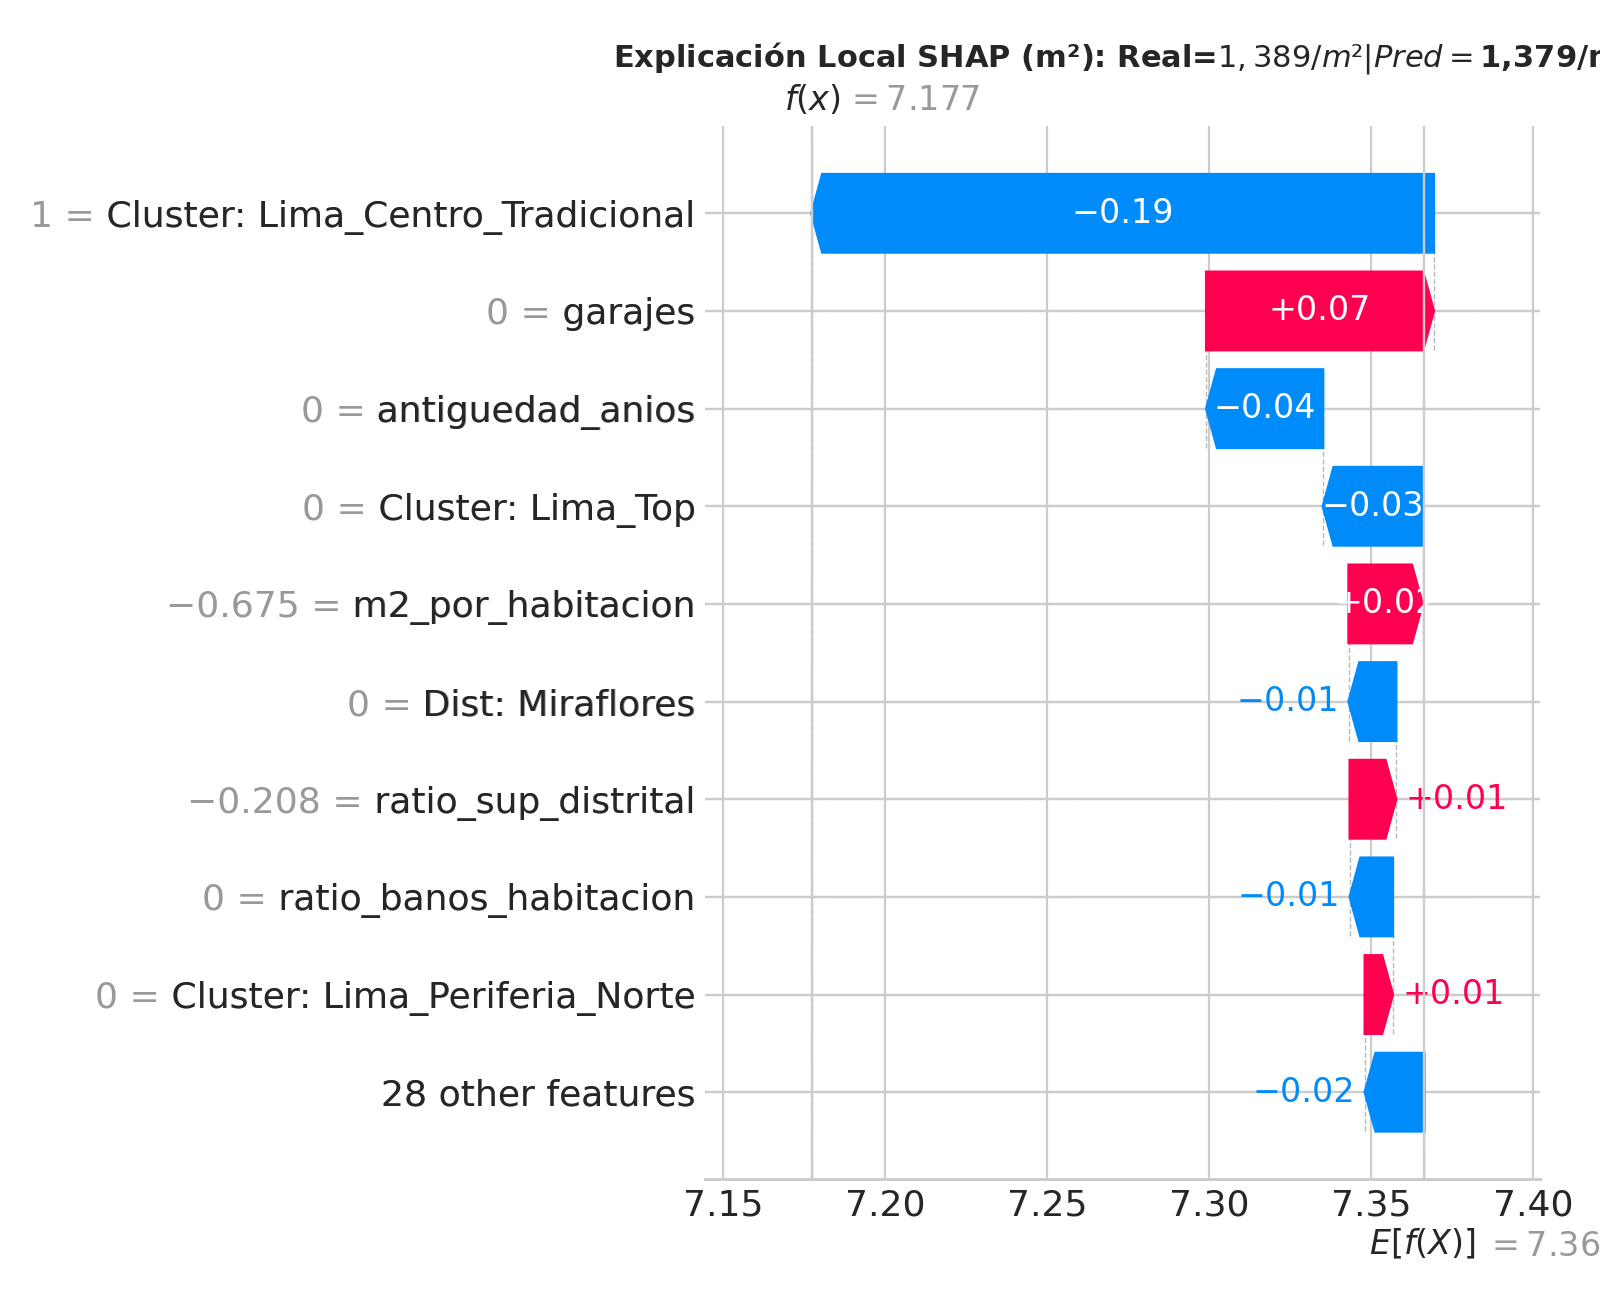 Explicación Local SHAP (m²): Real=1,389/m²|Pred = 1,379/
f(x) = 7.177
1 = Cluster: Lima_Centro_Tradicional
−0.19
0 = garajes
+0.07
0 = antiguedad_anios
−0.04
0 = Cluster: Lima_Top
−0.03
−0.675 = m2_por_habitacion
+0.02
0 = Dist: Miraflores
−0.01
−0.208 = ratio_sup_distrital
+0.01
0 = ratio_banos_habitacion
−0.01
0 = Cluster: Lima_Periferia_Norte
+0.01
28 other features
−0.02
7.15 7.20 7.25 7.30 7.35 7.40
E[f(X)] = 7.36